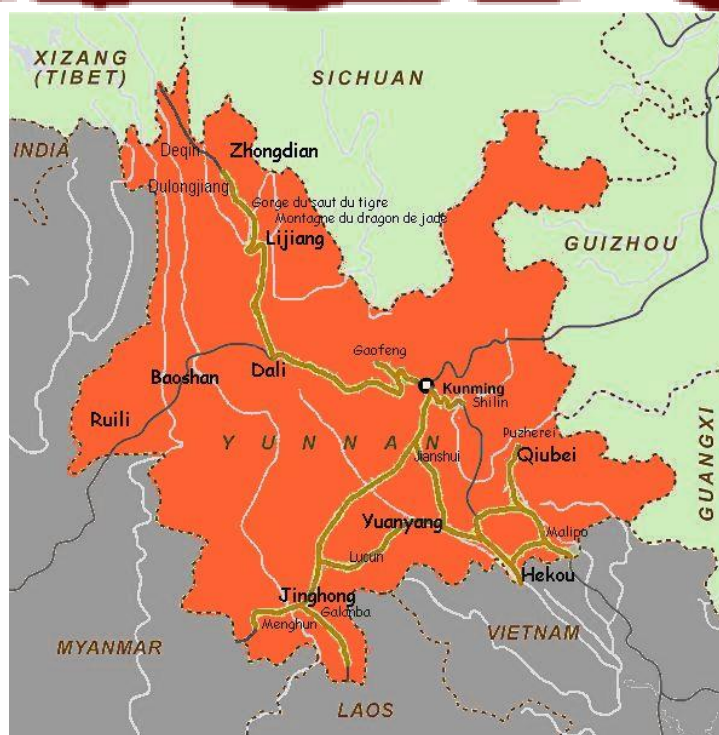 XIZANG
(TIBET)
SICHUAN
INDIA
Deqin
Zhongdian
Dulongjiang
Gorge du saut du tigre
Montagne du dragon de jade
Lijiang
GUIZHOU
Gaofeng
Baoshan
Dali
Kunming
Shilin
Ruili
YUNNAN
Puzherei
Jianshui
Qiubei
GUANGXI
Yuanyang
Malipo
Lucun
Hekou
Jinghong
Galanba
Menghun
VIETNAM
MYANMAR
LAOS